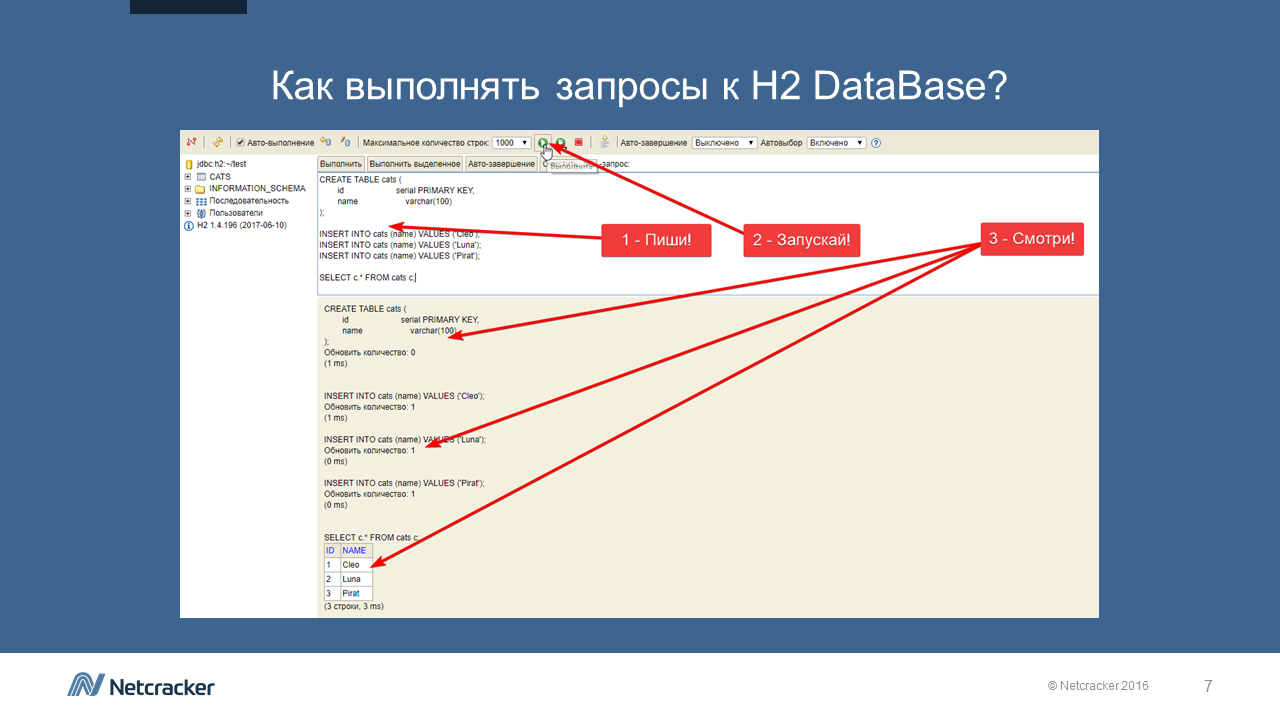 Как выполнять запросы к H2 DataBase?
Авто-выполнение Максимальное количество строк: 1000 Авто-завершение Выключено Автовыбор Включено
jdbc:h2:~/test
CATS
INFORMATION_SCHEMA
Последовательность
Пользователи
H2 1.4.196 (2017-06-10)
Выполнить Выполнить выделенное Авто-завершение Выполнить -запрос:
CREATE TABLE cats (
id serial PRIMARY KEY,
name varchar(100)
);
INSERT INTO cats (name) VALUES ('Cleo');
INSERT INTO cats (name) VALUES ('Luna');
INSERT INTO cats (name) VALUES ('Pirat');
SELECT c.* FROM cats c;
1 - Пиши!
2 - Запускай!
3 - Смотри!
CREATE TABLE cats (
id serial PRIMARY KEY,
name varchar(100)
);
Обновить количество: 0
(1 ms)
INSERT INTO cats (name) VALUES ('Cleo');
Обновить количество: 1
(1 ms)
INSERT INTO cats (name) VALUES ('Luna');
Обновить количество: 1
(0 ms)
INSERT INTO cats (name) VALUES ('Pirat');
Обновить количество: 1
(0 ms)
SELECT c.* FROM cats c;
ID NAME
1 Cleo
2 Luna
3 Pirat
(3 строки, 3 ms)
Netcracker
© Netcracker 2016
7